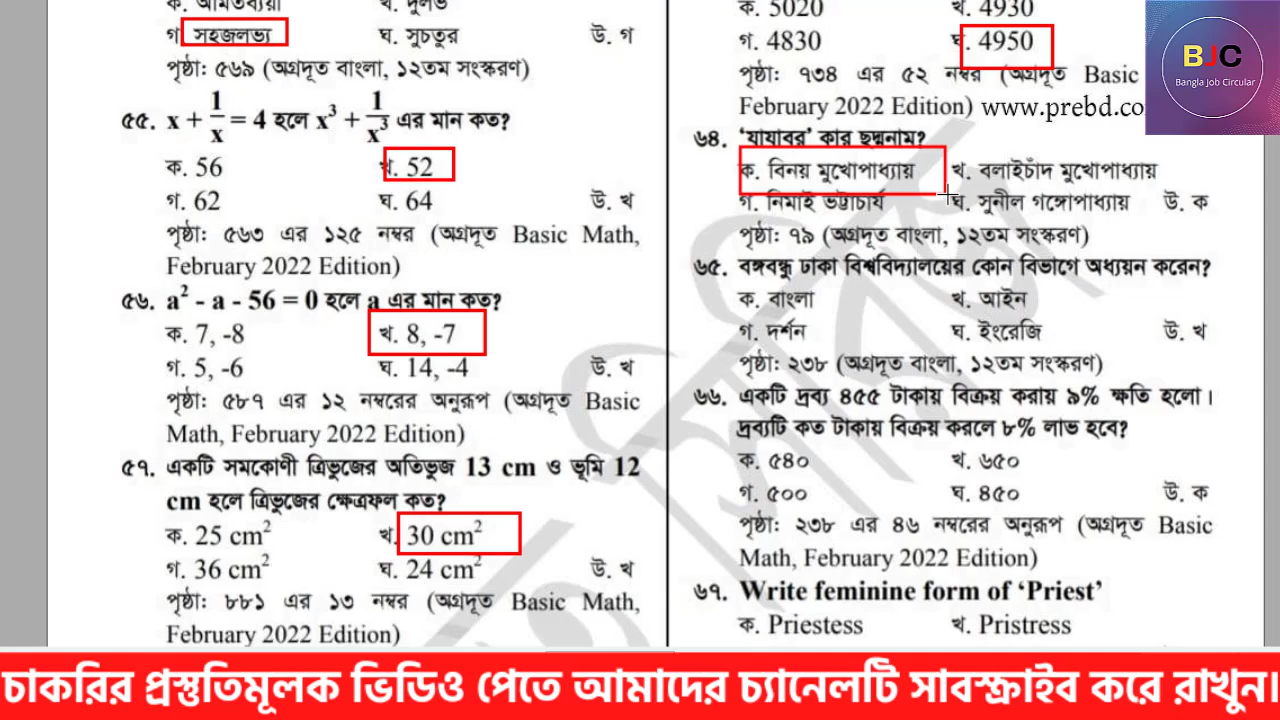 ক. অমিতব্যয়ী খ. দুর্লভ
গ. সহজলভ্য ঘ. সুচতুর উ. গ
পৃষ্ঠা: ৫৬৯ (অগ্রদূত বাংলা, ১২তম সংস্করণ)
৫৫. x + 1/x = 4 হলে x³ + 1/x³ এর মান কত?
ক. 56 খ. 52
গ. 62 ঘ. 64 উ. খ
পৃষ্ঠা: ৫৬৩ এর ১২৫ নম্বর (অগ্রদূত Basic Math,
February 2022 Edition)
৫৬. a² - a - 56 = 0 হলে a এর মান কত?
ক. 7, -8 খ. 8, -7
গ. 5, -6 ঘ. 14, -4 উ. খ
পৃষ্ঠা: ৫৮৭ এর ১২ নম্বরের অনুরূপ (অগ্রদূত Basic
Math, February 2022 Edition)
৫৭. একটি সমকোণী ত্রিভুজের অতিভুজ 13 cm ও ভূমি 12
cm হলে ত্রিভুজের ক্ষেত্রফল কত?
ক. 25 cm² খ. 30 cm²
গ. 36 cm² ঘ. 24 cm² উ. খ
পৃষ্ঠা: ৮৮১ এর ১৩ নম্বর (অগ্রদূত Basic Math,
February 2022 Edition)
ক. 5020 খ. 4930
গ. 4830 ঘ. 4950
পৃষ্ঠা: ৭৩৪ এর ৫২ নম্বর (অগ্রদূত Basic
February 2022 Edition) www.prebd.co
৬৪. ‘যাযাবর’ কার ছদ্মনাম?
ক. বিনয় মুখোপাধ্যায় খ. বলাইচাঁদ মুখোপাধ্যায়
গ. নিমাই ভট্টাচার্য ঘ. সুনীল গঙ্গোপাধ্যায় উ. ক
পৃষ্ঠা: ৭৯ (অগ্রদূত বাংলা, ১২তম সংস্করণ)
৬৫. বঙ্গবন্ধু ঢাকা বিশ্ববিদ্যালয়ের কোন বিভাগে অধ্যয়ন করেন?
ক. বাংলা খ. আইন
গ. দর্শন ঘ. ইংরেজি উ. খ
পৃষ্ঠা: ২৩৮ (অগ্রদূত বাংলা, ১২তম সংস্করণ)
৬৬. একটি দ্রব্য ৪৫৫ টাকায় বিক্রয় করায় ৯% ক্ষতি হলো।
দ্রব্যটি কত টাকায় বিক্রয় করলে ৮% লাভ হবে?
ক. ৫৪০ খ. ৬৫০
গ. ৫০০ ঘ. ৪৫০ উ. ক
পৃষ্ঠা: ২৩৮ এর ৪৬ নম্বরের অনুরূপ (অগ্রদূত Basic
Math, February 2022 Edition)
৬৭. Write feminine form of ‘Priest’
ক. Priestess খ. Pristress
BJC
Bangla Job Circular
চাকরির প্রস্তুতিমূলক ভিডিও পেতে আমাদের চ্যানেলটি সাবস্ক্রাইব করে রাখুন।